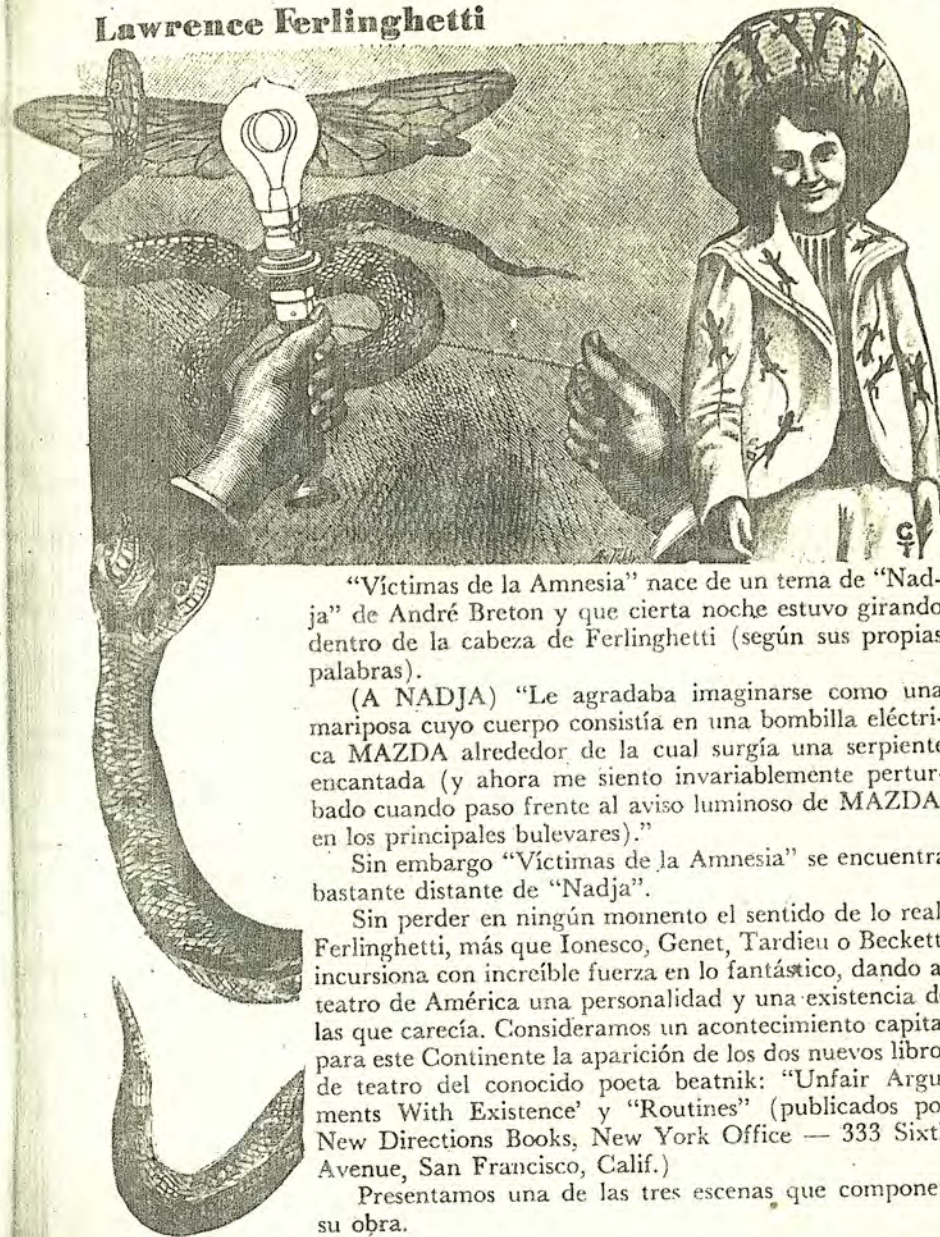 Lawrence Ferlinghetti
CT
“Víctimas de la Amnesia” nace de un tema de “Nad-
ja” de André Breton y que cierta noche estuvo girando
dentro de la cabeza de Ferlinghetti (según sus propias
palabras).
(A NADJA) “Le agradaba imaginarse como una
mariposa cuyo cuerpo consistía en una bombilla eléctri-
ca MAZDA alrededor de la cual surgía una serpiente
encantada (y ahora me siento invariablemente pertur-
bado cuando paso frente al aviso luminoso de MAZDA
en los principales bulevares).”
Sin embargo “Víctimas de la Amnesia” se encuentra
bastante distante de “Nadja”.
Sin perder en ningún momento el sentido de lo real
Ferlinghetti, más que Ionesco, Genet, Tardieu o Beckett
incursiona con increíble fuerza en lo fantástico, dando a
teatro de América una personalidad y una existencia d
las que carecía. Consideramos un acontecimiento capita
para este Continente la aparición de los dos nuevos libro
de teatro del conocido poeta beatnik: “Unfair Argu
ments With Existence’ y “Routines” (publicados po
New Directions Books, New York Office — 333 Sixt
Avenue, San Francisco, Calif.)
Presentamos una de las tres escenas que compone
su obra.